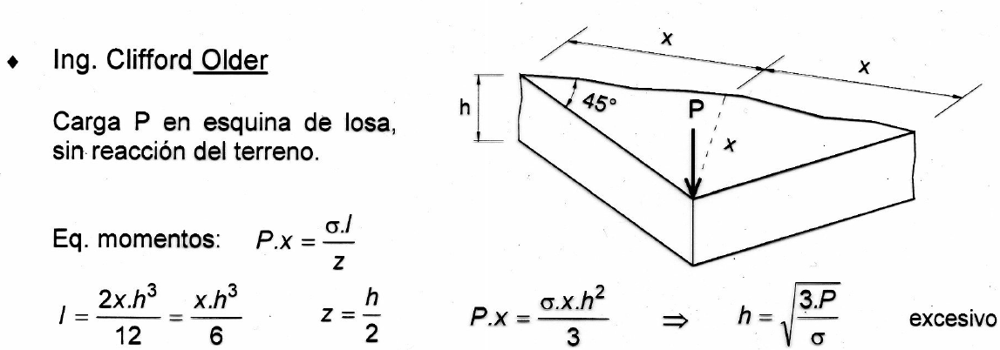 ♦ Ing. Clifford Older
Carga P en esquina de losa,
sin reacción del terreno.
x
x
h
45°
P
x
Eq. momentos: P.x = σ.I / z
I = 2x.h³ / 12 = x.h³ / 6
z = h / 2
P.x = σ.x.h² / 3 ⇒ h = √(3.P / σ) excesivo